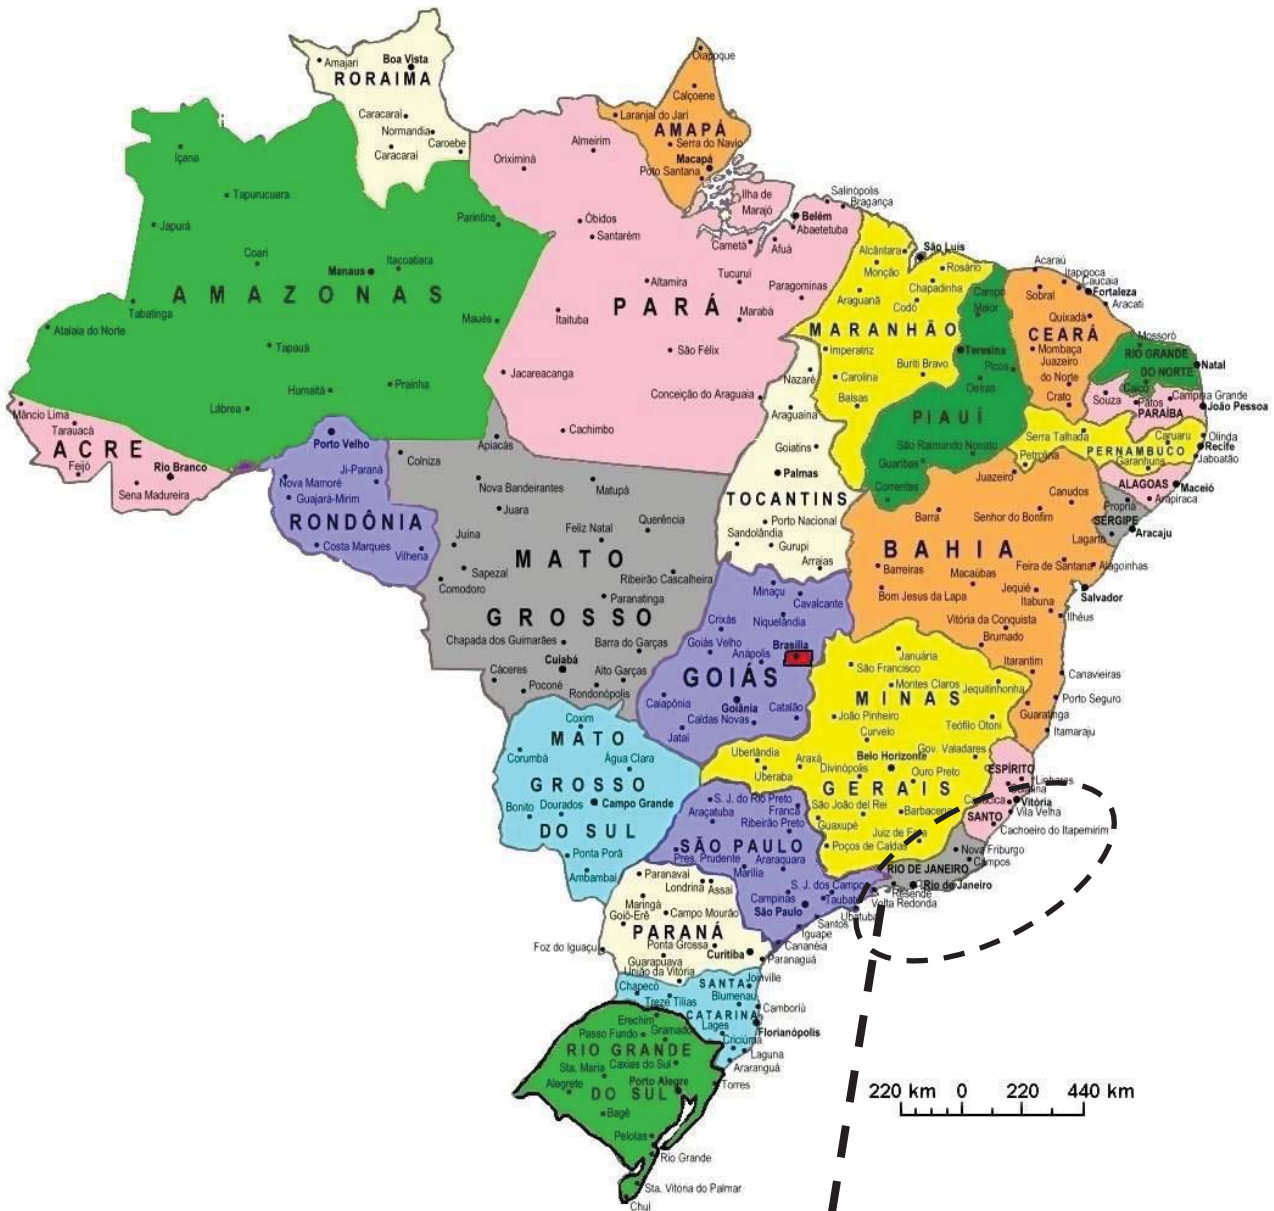 Oiapoque
Amajari
Boa Vista
RORAIMA
Calçoene
Caracaraí
Laranjal do Jari
Normandia
AMAPÁ
Caroebe
Almeirim
Serra do Navio
Caracaraí
Oriximiná
Macapá
Içana
Poto Santana
Tapurucuara
Ilha de
Marajó
Salinópolis
Bragança
Parintins
Óbidos
Belém
Japurá
Abaetetuba
Santarém
Cametá
Afuá
Alcântara
São Luís
Coari
Itacoatiara
Manaus
Monção
Rosário
Acaraú
Tucuruí
Itapipoca
Altamira
Paragominas
Chapadinha
Caucaia
AMAZONAS
Araguanã
Campo
Maior
Sobral
Fortaleza
PARÁ
Codó
Aracati
Tabatinga
Itaituba
Marabá
Quixadá
Maués
Atalaia do Norte
MARANHÃO
CEARÁ
Mossoró
Tapauá
São Félix
Imperatriz
Teresina
Mombaça
RIO GRANDE
Juazeiro
Natal
Buriti Bravo
Picos
DO NORTE
Jacareacanga
Nazaré
Carolina
do Norte
Humaitá
Prainha
Oeiras
Caicó
Conceição do Araguaia
Balsas
Crato
Souza
Campina Grande
Lábrea
Patos
João Pessoa
Mâncio Lima
Araguaina
PARAÍBA
PIAUÍ
Tarauacá
Cachimbo
Serra Talhada
Caruaru
Olinda
Porto Velho
Apiacás
Goiatins
São Raimundo Nonato
Recife
ACRE
PERNAMBUCO
Jaboatão
Feijó
Rio Branco
Ji-Paraná
Colniza
Guaribas
Petrolina
Garanhuns
Palmas
Juazeiro
Nova Mamoré
Nova Bandeirantes
Matupá
Correntes
ALAGOAS
Maceió
Sena Madureira
Guajará-Mirim
TOCANTINS
Canudos
Arapiraca
Juara
Propriá
RONDÔNIA
Querência
Porto Nacional
Barra
Senhor do Bonfim
SERGIPE
Feliz Natal
Sandolândia
Aracaju
Costa Marques
Juína
Gurupi
Lagarto
Vilhena
MATO
BAHIA
Arraias
Feira de Santana
Alagoinhas
Sapezal
Barreiras
Macaúbas
Ribeirão Cascalheira
Comodoro
Minaçu
Jequié
Bom Jesus da Lapa
Salvador
Paranatinga
Cavalcante
Itabuna
GROSSO
Crixás
Niquelândia
Vitória da Conquista
Ilhéus
Chapada dos Guimarães
Barra do Garças
Goiás Velho
Brasília
Brumado
Anápolis
Januária
Cuiabá
São Francisco
Itarantim
Cáceres
Alto Garças
GOIÁS
Montes Claros
Jequitinhonha
Canavieiras
Poconé
Rondonópolis
MINAS
Caiapônia
Goiânia
Catalão
Porto Seguro
João Pinheiro
Guaratinga
Coxim
Caldas Novas
Teófilo Otoni
Jataí
Curvelo
Itamaraju
MATO
Corumbá
Uberlândia
Gov. Valadares
Água Clara
Araxá
Belo Horizonte
Divinópolis
ESPÍRITO
Uberaba
Ouro Preto
Linhares
GROSSO
GERAIS
Bonito
Dourados
Campo Grande
S. J. do Rio Preto
São João del Rei
Vitória
Araçatuba
Franca
Barbacena
Vila Velha
SANTO
Ribeirão Preto
Guaxupé
DO SUL
Juiz de Fora
Cachoeiro do Itapemirim
SÃO PAULO
Poços de Caldas
Nova Friburgo
Ponta Porã
Pres. Prudente
Araraquara
Campos
Marília
RIO DE JANEIRO
Ambambaí
Paranavaí
Londrina
Assaí
S. J. dos Campos
Rio de Janeiro
Resende
Campinas
Taubaté
Maringá
Volta Redonda
Goiô-Erê
Campo Mourão
São Paulo
Ubatuba
Santos
PARANÁ
Iguape
Foz do Iguaçu
Ponta Grossa
Cananéia
Curitiba
Guarapuava
Paranaguá
União da Vitória
SANTA
Joinville
Chapecó
Blumenau
Treze Tílias
Camboriú
CATARINA
Erechim
Lages
Passo Fundo
Gramado
Florianópolis
Criciúma
RIO GRANDE
Laguna
Sta. Maria
Caxias do Sul
Araranguá
Alegrete
Porto Alegre
Torres
DO SUL
220 km 0 220 440 km
Bagé
Pelotas
Rio Grande
Sta. Vitória do Palmar
Chuí